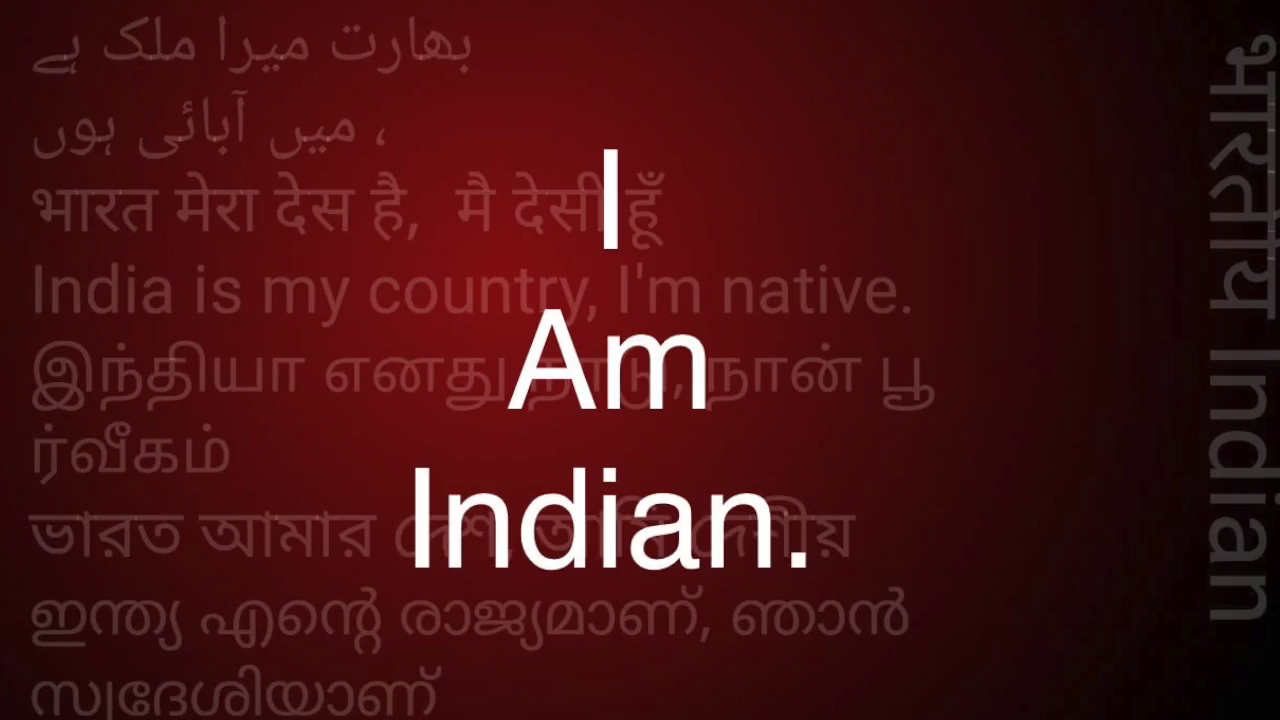 بھارت میرا ملک ہے
، میں آبائی ہوں
भारत मेरा देस है, मै देसी हूँ
India is my country, I'm native.
இந்தியா எனது நாடு, நான் பூ
ர்வீகம்
ভারত আমার দেশ, আমি দেশীয়
ഇന്ത്യ എന്റെ രാജ്യമാണ്, ഞാൻ
സ്വദേശിയാണ്
I
Am
Indian.
भारतीय Indian